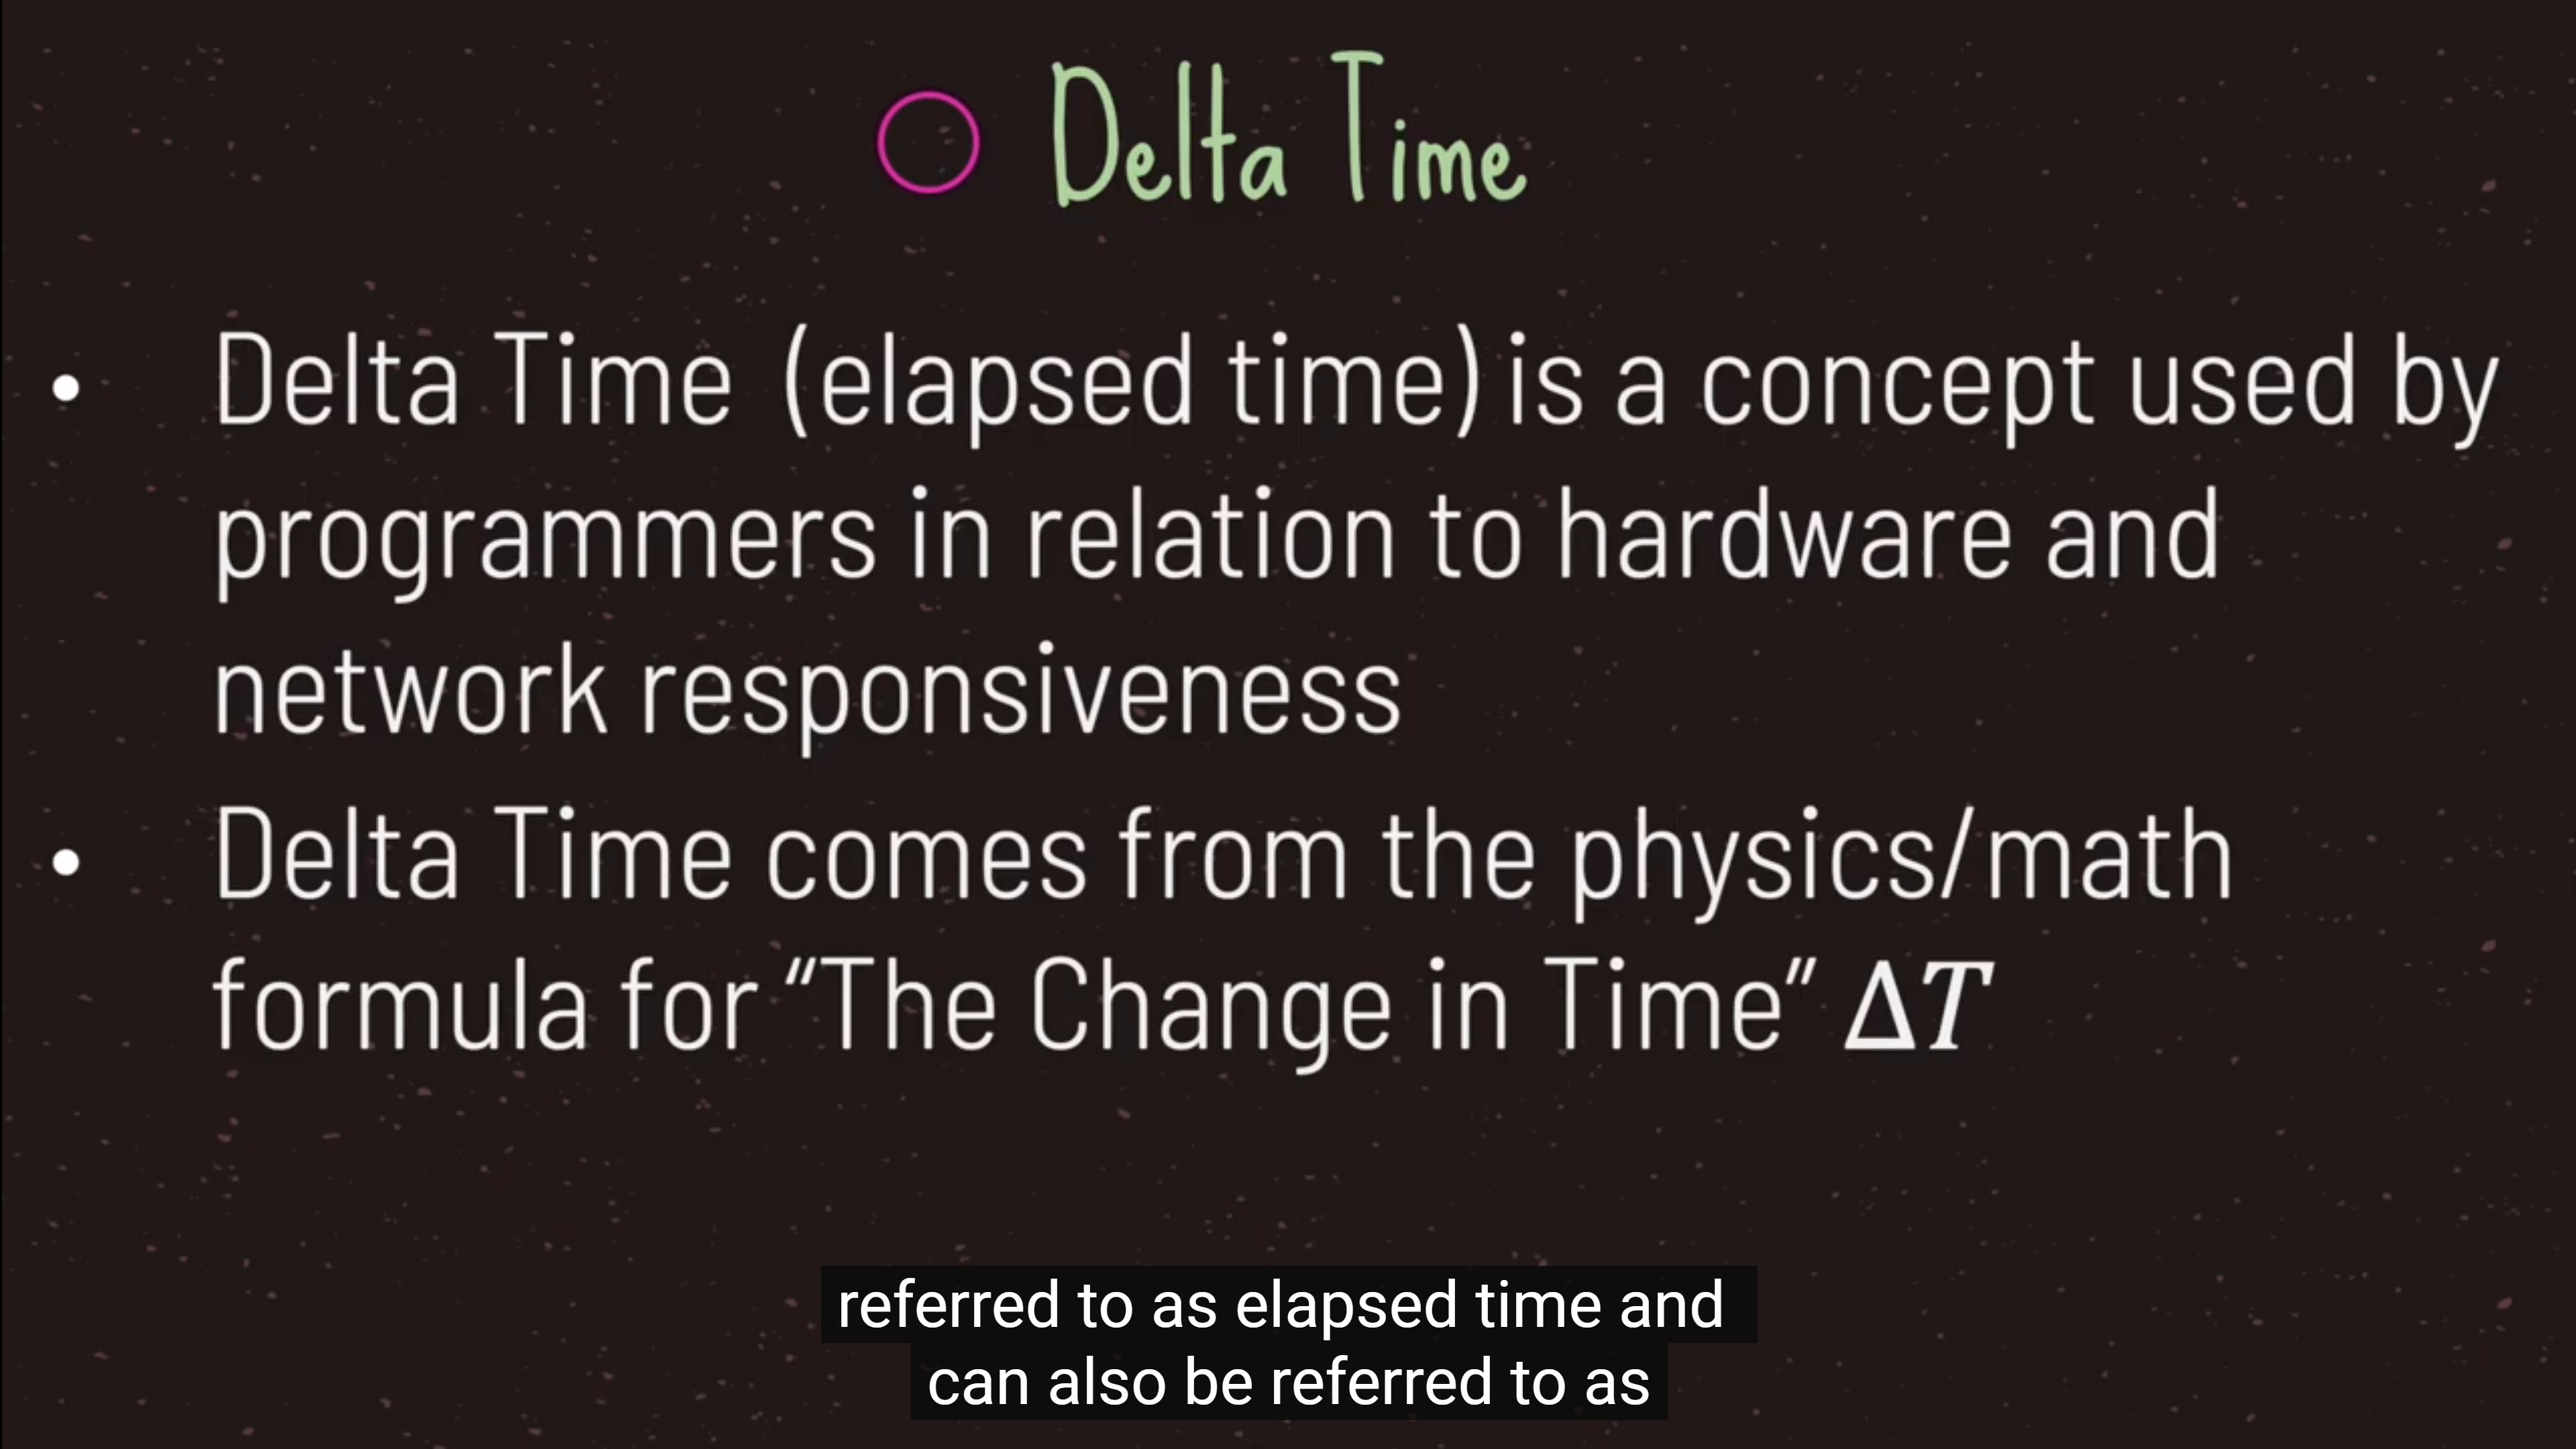 Delta Time
• Delta Time (elapsed time) is a concept used by
programmers in relation to hardware and
network responsiveness
• Delta Time comes from the physics/math
formula for “The Change in Time” ΔT
referred to as elapsed time and
can also be referred to as